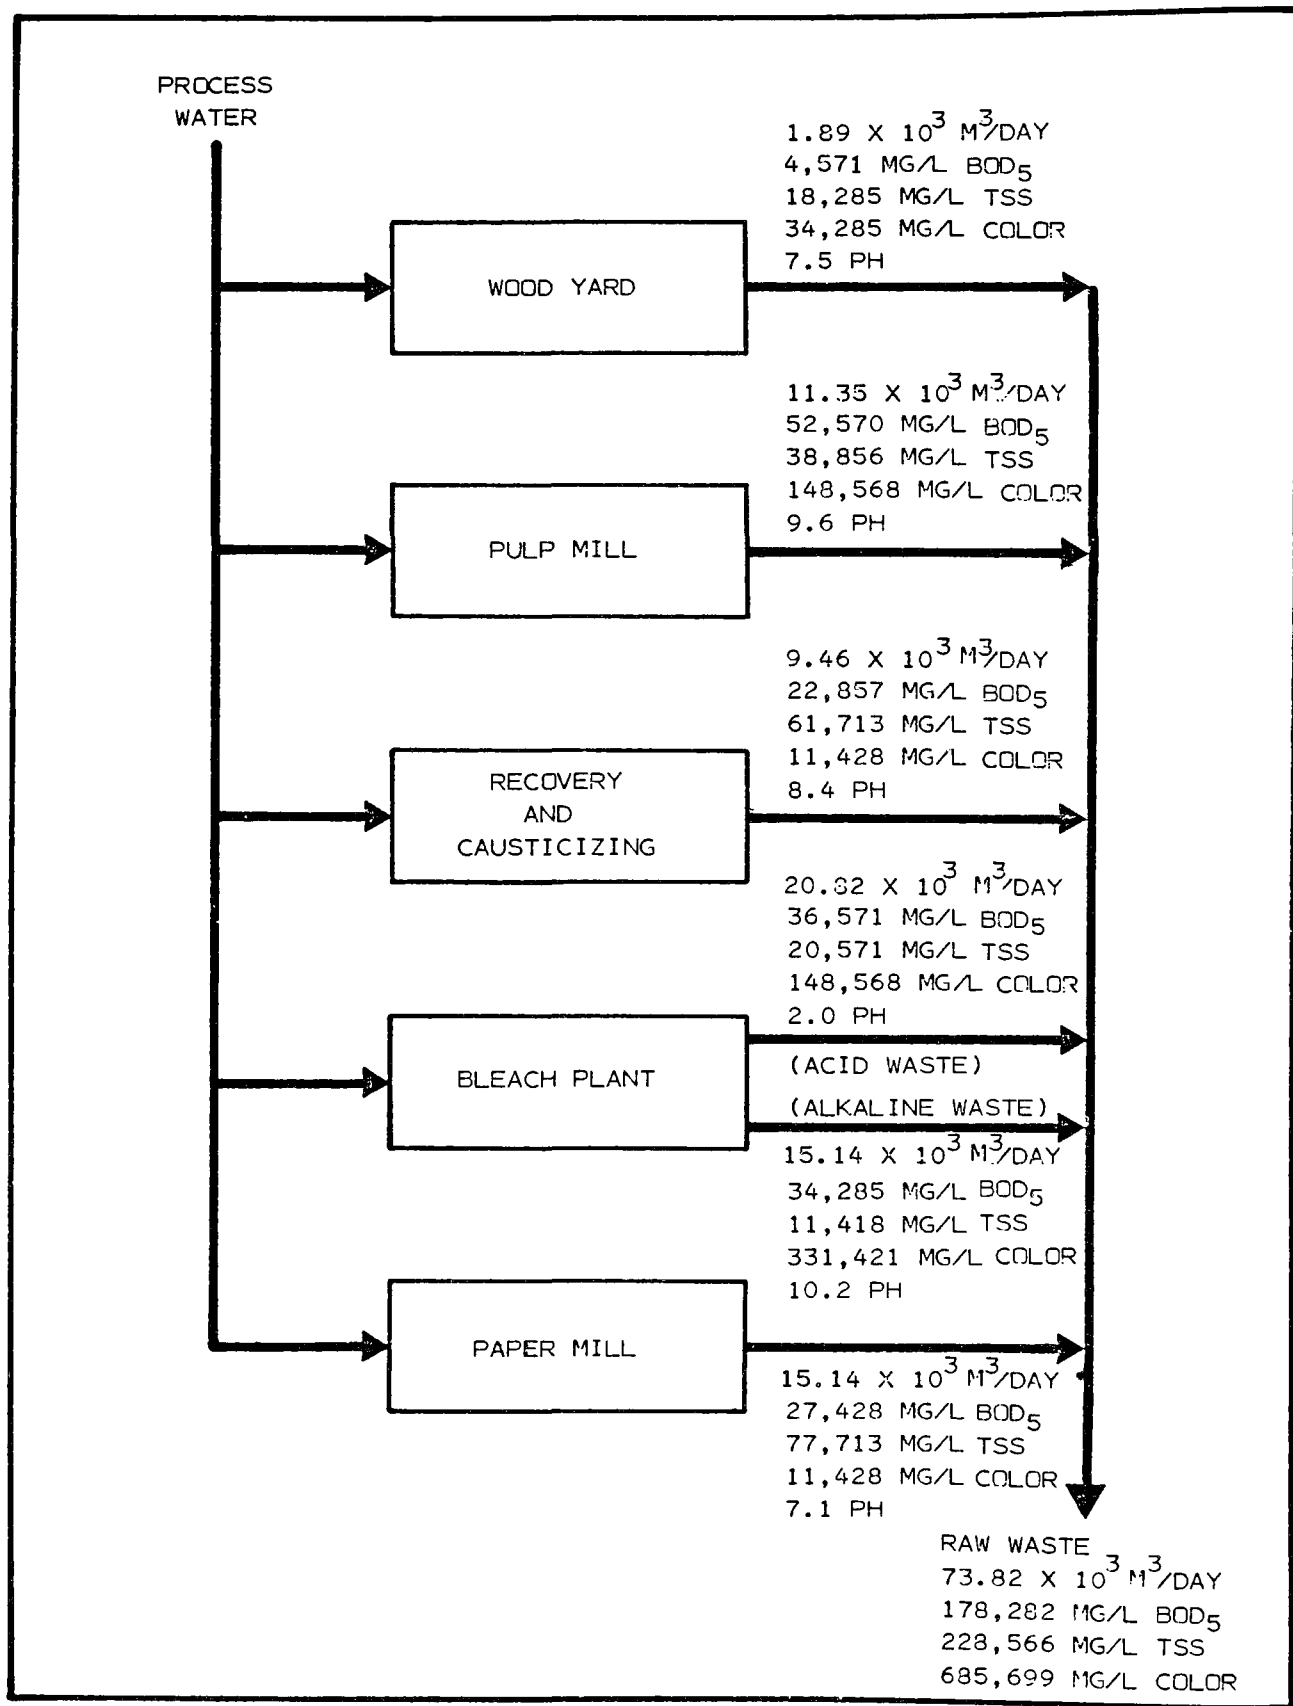 PROCESS
WATER
1.89 X 10³ M³/DAY
4,571 MG/L BOD₅
18,285 MG/L TSS
34,285 MG/L COLOR
7.5 PH
WOOD YARD
11.35 X 10³ M³/DAY
52,570 MG/L BOD₅
38,856 MG/L TSS
148,568 MG/L COLOR
9.6 PH
PULP MILL
9.46 X 10³ M³/DAY
22,857 MG/L BOD₅
61,713 MG/L TSS
11,428 MG/L COLOR
8.4 PH
RECOVERY
AND
CAUSTICIZING
20.82 X 10³ M³/DAY
36,571 MG/L BOD₅
20,571 MG/L TSS
148,568 MG/L COLOR
2.0 PH
(ACID WASTE)
BLEACH PLANT
(ALKALINE WASTE)
15.14 X 10³ M³/DAY
34,285 MG/L BOD₅
11,418 MG/L TSS
331,421 MG/L COLOR
10.2 PH
PAPER MILL
15.14 X 10³ M³/DAY
27,428 MG/L BOD₅
77,713 MG/L TSS
11,428 MG/L COLOR
7.1 PH
RAW WASTE
73.82 X 10³ M³/DAY
178,282 MG/L BOD₅
228,566 MG/L TSS
685,699 MG/L COLOR